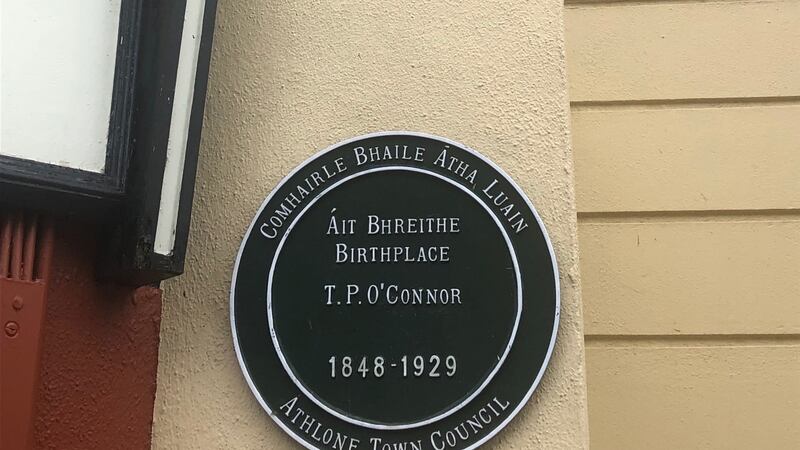 Comhairle Bhaile Átha Luain
Áit Bhreithe
Birthplace
T.P. O'Connor
1848-1929
Athlone Town Council